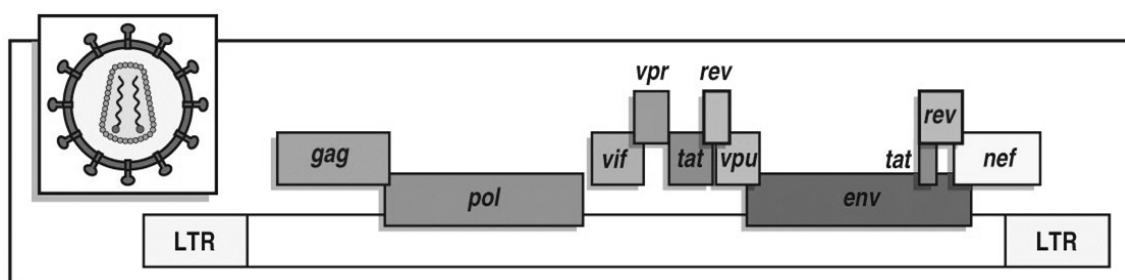 vpr rev
rev
gag vif tat vpu tat nef
pol env
LTR LTR